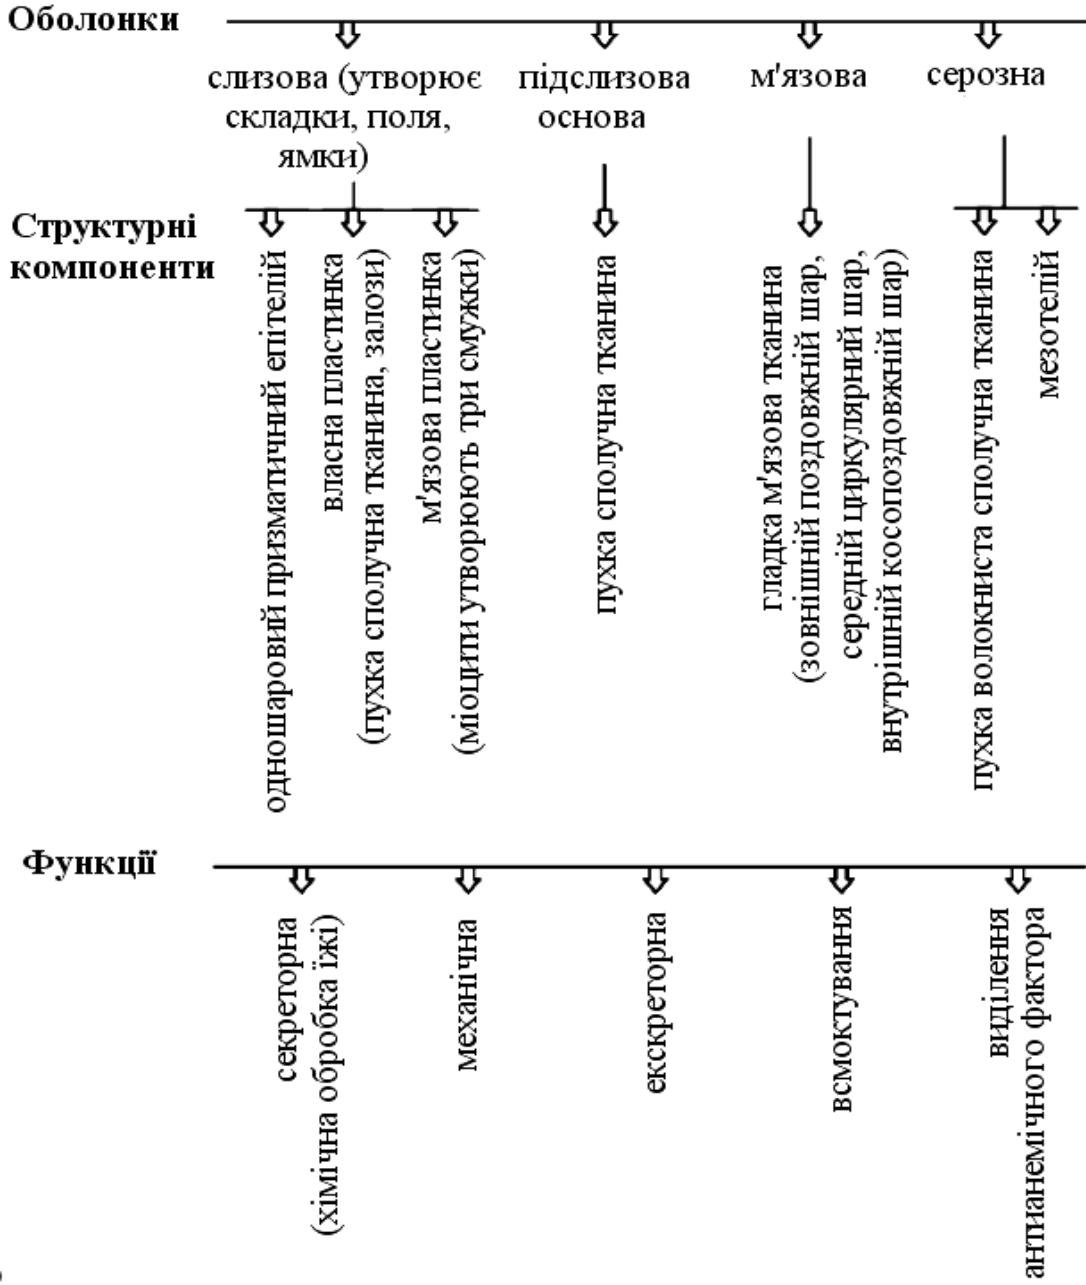 Оболонки
слизова (утворює
складки, поля,
ямки)
підслизова
основа
м'язова
серозна
Структурні
компоненти
одношаровий призматичний епітелій
власна пластинка
(пухка сполучна тканина, залози)
м'язова пластинка
(міоцити утворюють три смужки)
пухка сполучна тканина
гладка м'язова тканина
(зовнішній поздовжній шар,
середній циркулярний шар,
внутрішній косопоздовжній шар)
пухка волокниста сполучна тканина
мезотелій
Функції
секреторна
(хімічна обробка їжі)
механічна
екскреторна
всмоктування
виділення
антианемічного фактора